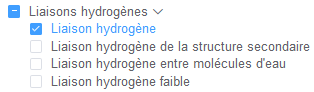 Liaisons hydrogènes
Liaison hydrogène
Liaison hydrogène de la structure secondaire
Liaison hydrogène entre molécules d'eau
Liaison hydrogène faible